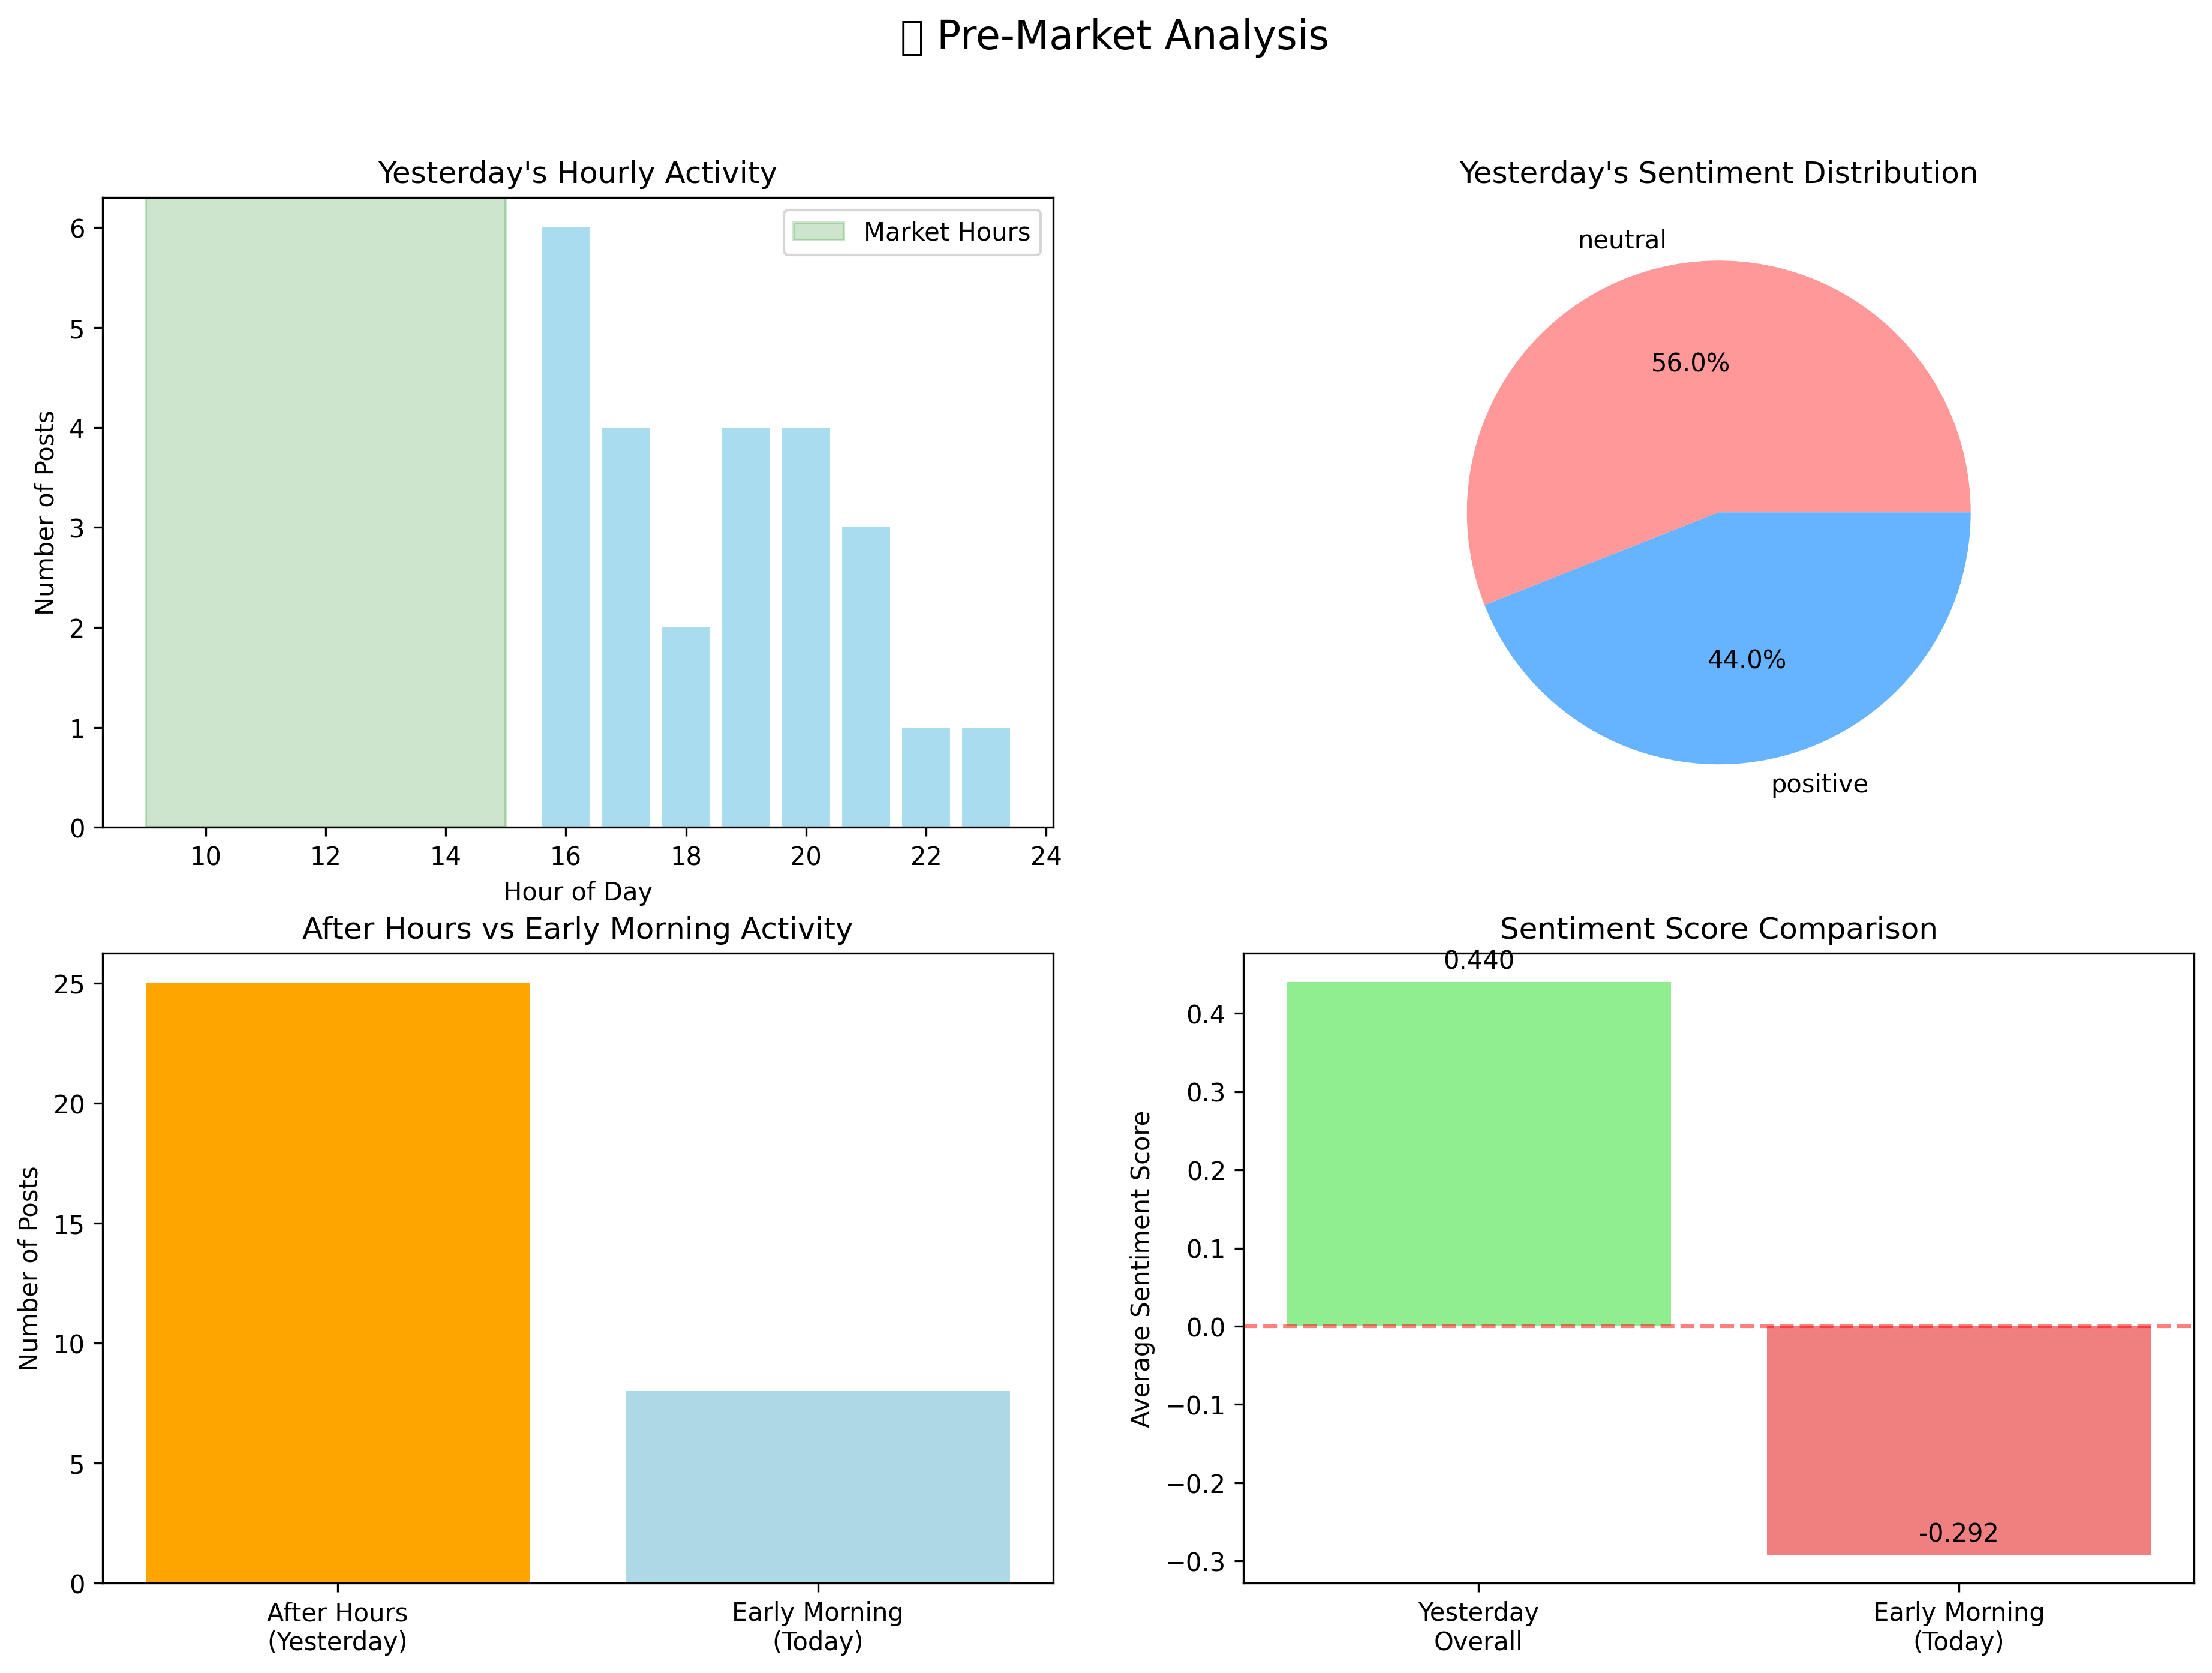 Pre-Market Analysis
Yesterday's Hourly Activity
Number of Posts
6
5
4
3
2
1
0
Market Hours
10 12 14 16 18 20 22 24
Hour of Day
Yesterday's Sentiment Distribution
neutral
56.0%
44.0%
positive
After Hours vs Early Morning Activity
Number of Posts
25
20
15
10
5
0
After Hours
(Yesterday)
Early Morning
(Today)
Sentiment Score Comparison
Average Sentiment Score
0.440
0.4
0.3
0.2
0.1
0.0
−0.1
−0.2
−0.3
-0.292
Yesterday
Overall
Early Morning
(Today)